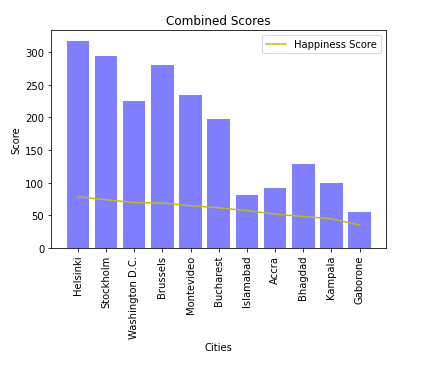 Combined Scores
Happiness Score
Score
300
250
200
150
100
50
0
Helsinki
Stockholm
Washington D.C.
Brussels
Montevideo
Bucharest
Islamabad
Accra
Bhagdad
Kampala
Gaborone
Cities